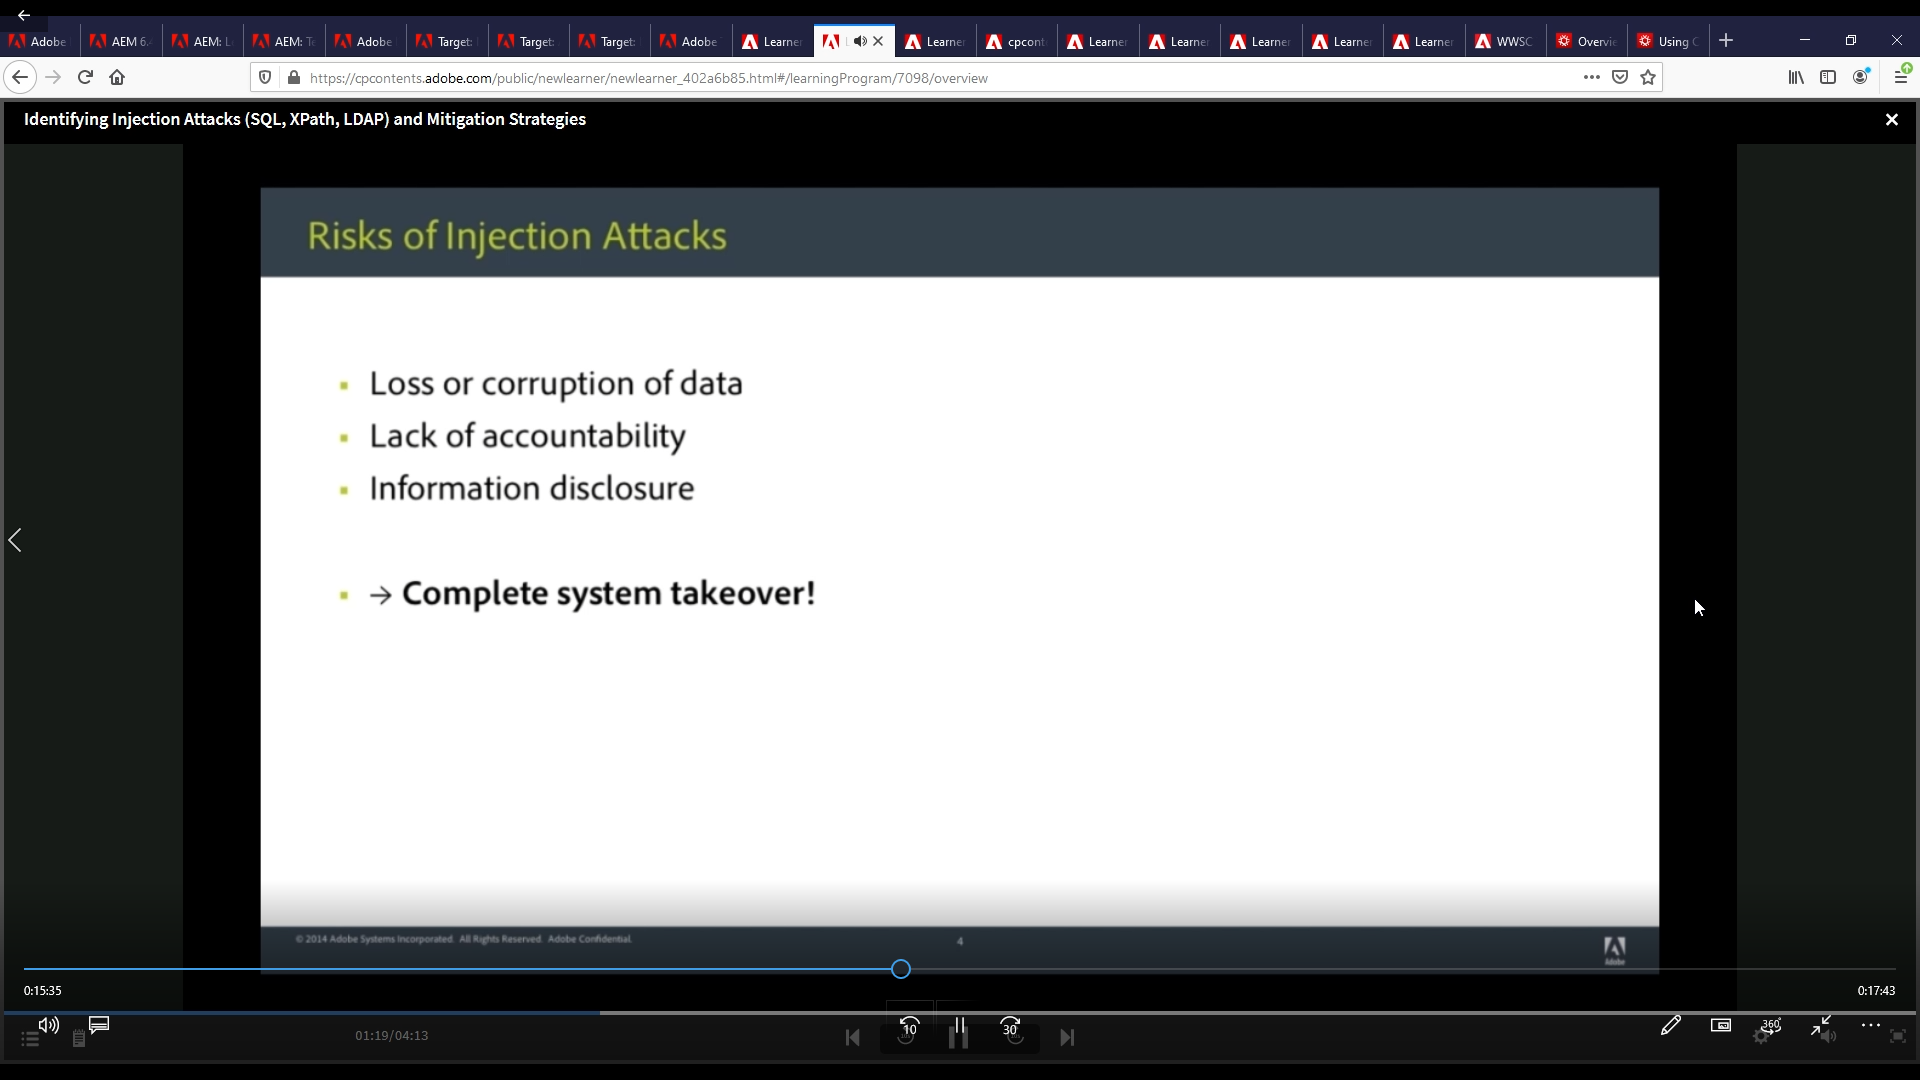 Adobe
AEM 6.
AEM: L
AEM: Te
Adobe
Target:
Target:
Target:
Adobe
Learner
L
Learner
cpcont
Learner
Learner
Learner
Learner
Learner
WWSC
Overvie
Using C
https://cpcontents.adobe.com/public/newlearner/newlearner_402a6b85.html#/learningProgram/7098/overview
Identifying Injection Attacks (SQL, XPath, LDAP) and Mitigation Strategies
Risks of Injection Attacks
Loss or corruption of data
Lack of accountability
Information disclosure
→ Complete system takeover!
© 2014 Adobe Systems Incorporated. All Rights Reserved. Adobe Confidential.
4
Adobe
0:15:35
0:17:43
01:19/04:13
10
30
360°